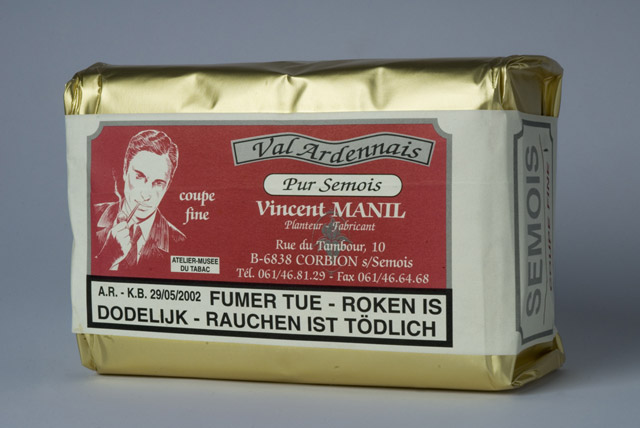 Val Ardennais
Pur Semois
coupe
fine
Vincent MANIL
Planteur - Fabricant
Rue du Tambour, 10
B-6838 CORBION s/Semois
Tél. 061/46.81.29 - Fax 061/46.64.68
ATELIER-MUSEE
DU TABAC
A.R. - K.B. 29/05/2002 FUMER TUE - ROKEN IS
DODELIJK - RAUCHEN IST TÖDLICH
SEMOIS
COUPE FINE